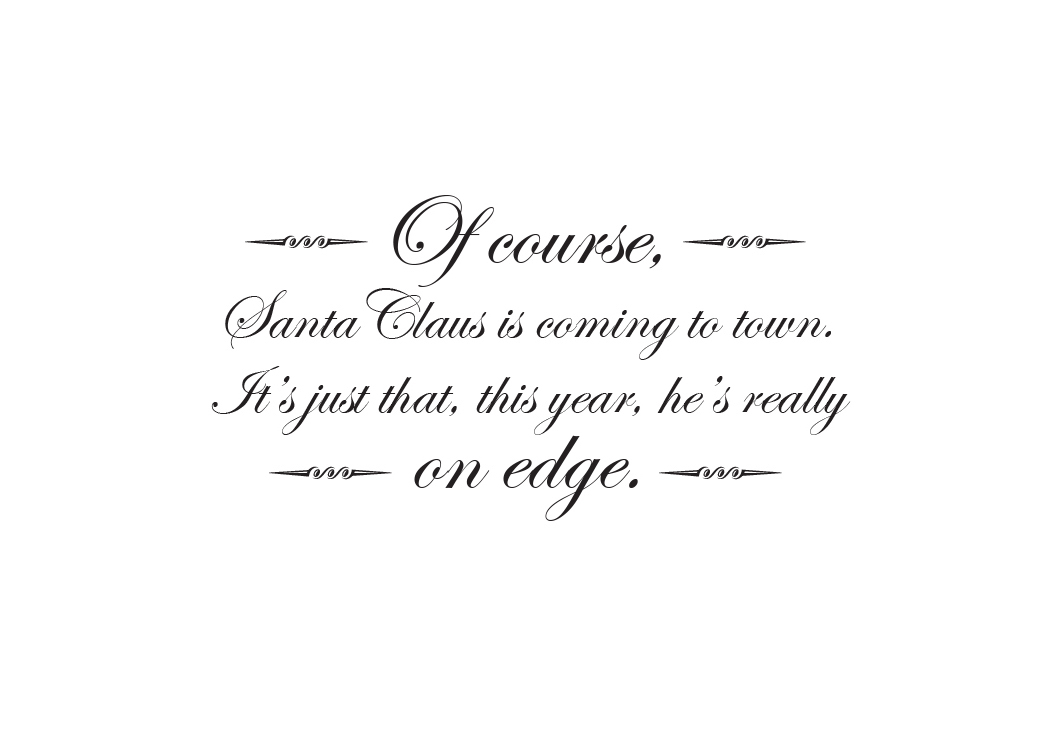 Of course,
Santa Claus is coming to town.
It’s just that, this year, he’s really
on edge.